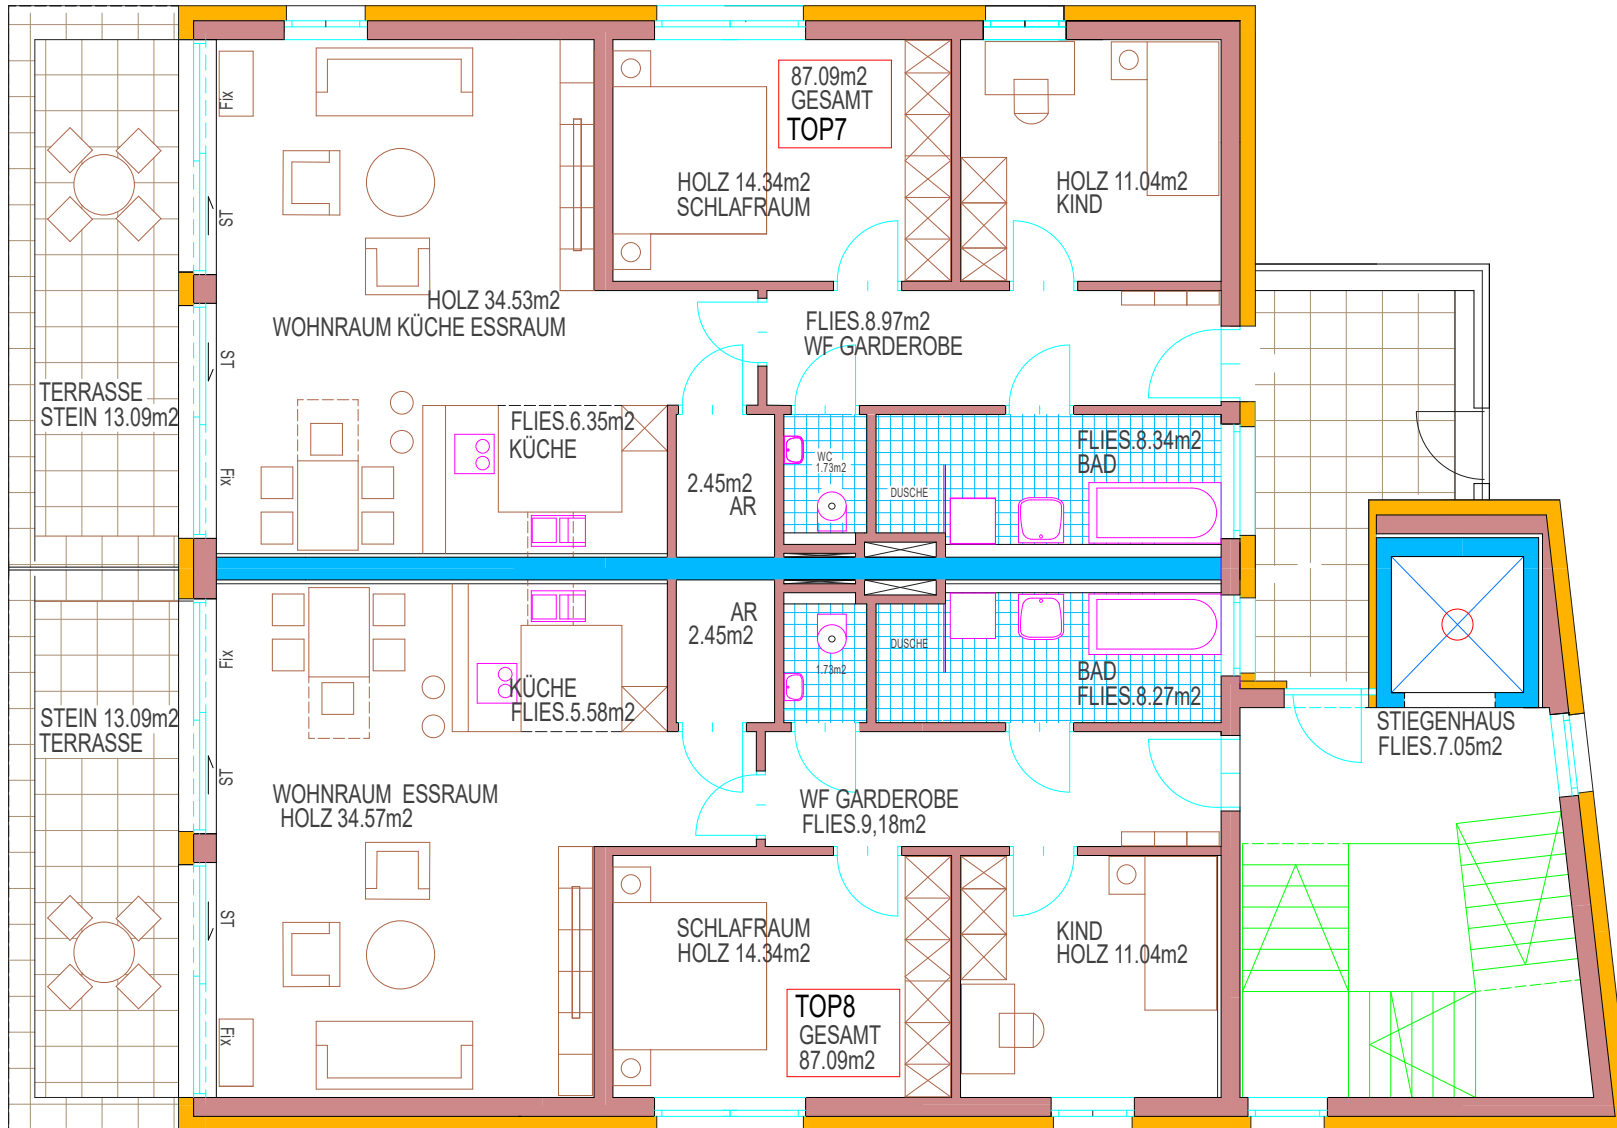 87.09m2
GESAMT
TOP7
Fix
HOLZ 14.34m2
SCHLAFRAUM
HOLZ 11.04m2
KIND
ST
HOLZ 34.53m2
WOHNRAUM KÜCHE ESSRAUM
FLIES.8.97m2
WF GARDEROBE
ST
TERRASSE
STEIN 13.09m2
FLIES.6.35m2
KÜCHE
FLIES.8.34m2
BAD
WC
1.73m2
Fix
2.45m2
AR
DUSCHE
AR
2.45m2
DUSCHE
Fix
1.73m2
BAD
FLIES.8.27m2
KÜCHE
FLIES.5.58m2
STEIN 13.09m2
TERRASSE
STIEGENHAUS
FLIES.7.05m2
ST
WOHNRAUM ESSRAUM
HOLZ 34.57m2
WF GARDEROBE
FLIES.9,18m2
ST
SCHLAFRAUM
HOLZ 14.34m2
KIND
HOLZ 11.04m2
TOP8
GESAMT
87.09m2
Fix